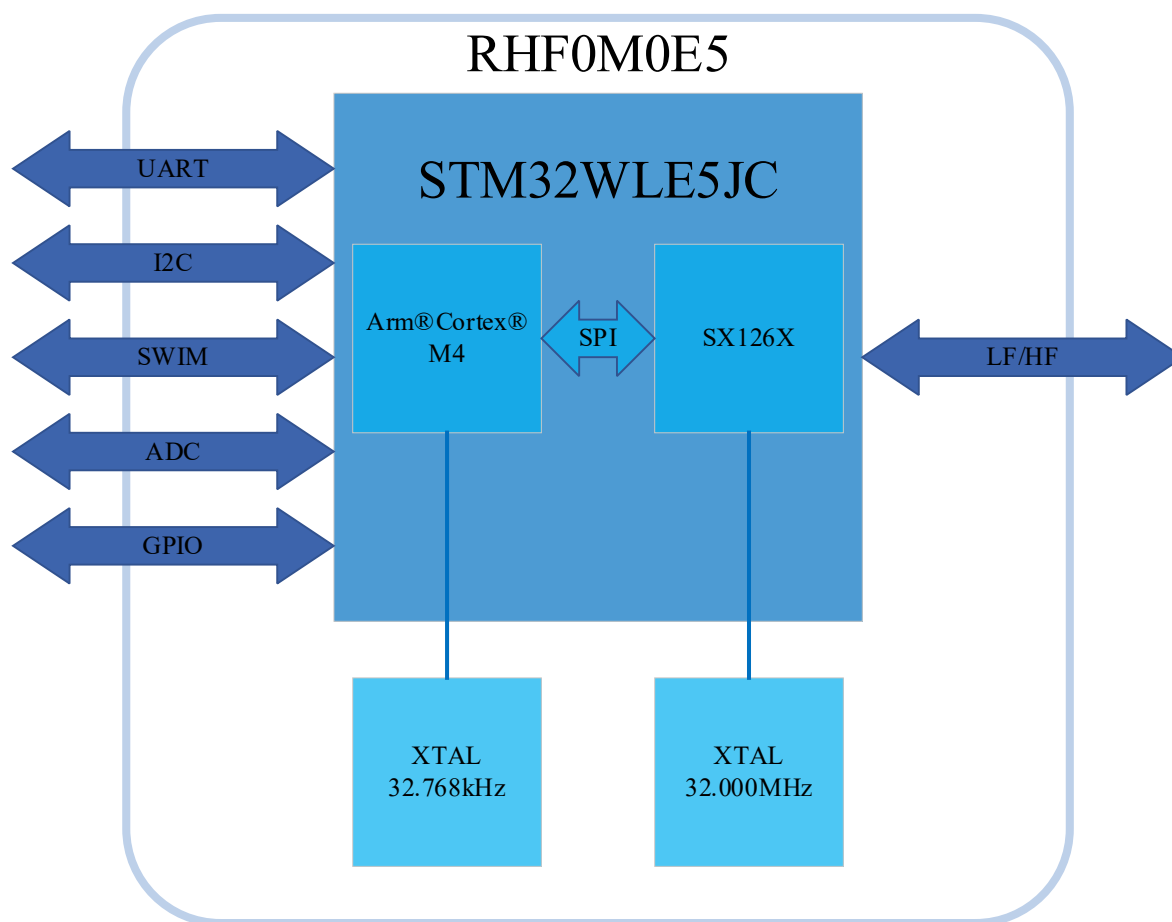 RHF0M0E5
STM32WLE5JC
UART
I2C
SWIM
ADC
GPIO
Arm®Cortex®
M4
SPI
SX126X
LF/HF
XTAL
32.768kHz
XTAL
32.000MHz